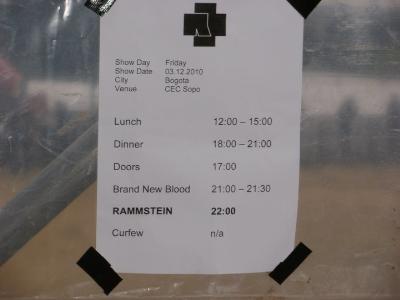 Show Day Friday
Show Date 03.12.2010
City Bogota
Venue CEC Sopo
Lunch 12:00 – 15:00
Dinner 18:00 – 21:00
Doors 17:00
Brand New Blood 21:00 – 21:30
RAMMSTEIN 22:00
Curfew n/a